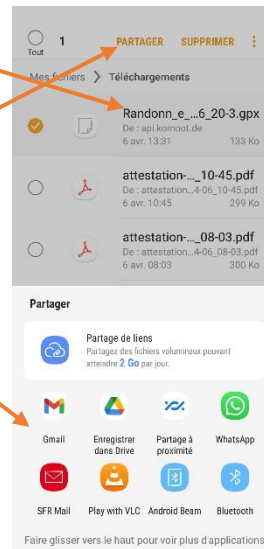 1 PARTAGER SUPPRIMER
Tout
Mes fichiers > Téléchargements
Randonn_e_...6_20-3.gpx
De : api.komoot.de
6 avr. 13:31 133 Ko
attestation-..._10-45.pdf
De : attestation...4-06_10-45.pdf
6 avr. 10:45 299 Ko
attestation-..._08-03.pdf
De : attestation...4-06_08-03.pdf
6 avr. 08:03 300 Ko
Partager
Partage de liens
Partagez des fichiers volumineux pouvant
atteindre 2 Go par jour.
Gmail Enregistrer dans Drive Partage à proximité WhatsApp
SFR Mail Play with VLC Android Beam Bluetooth
Faire glisser vers le haut pour voir plus d'applications